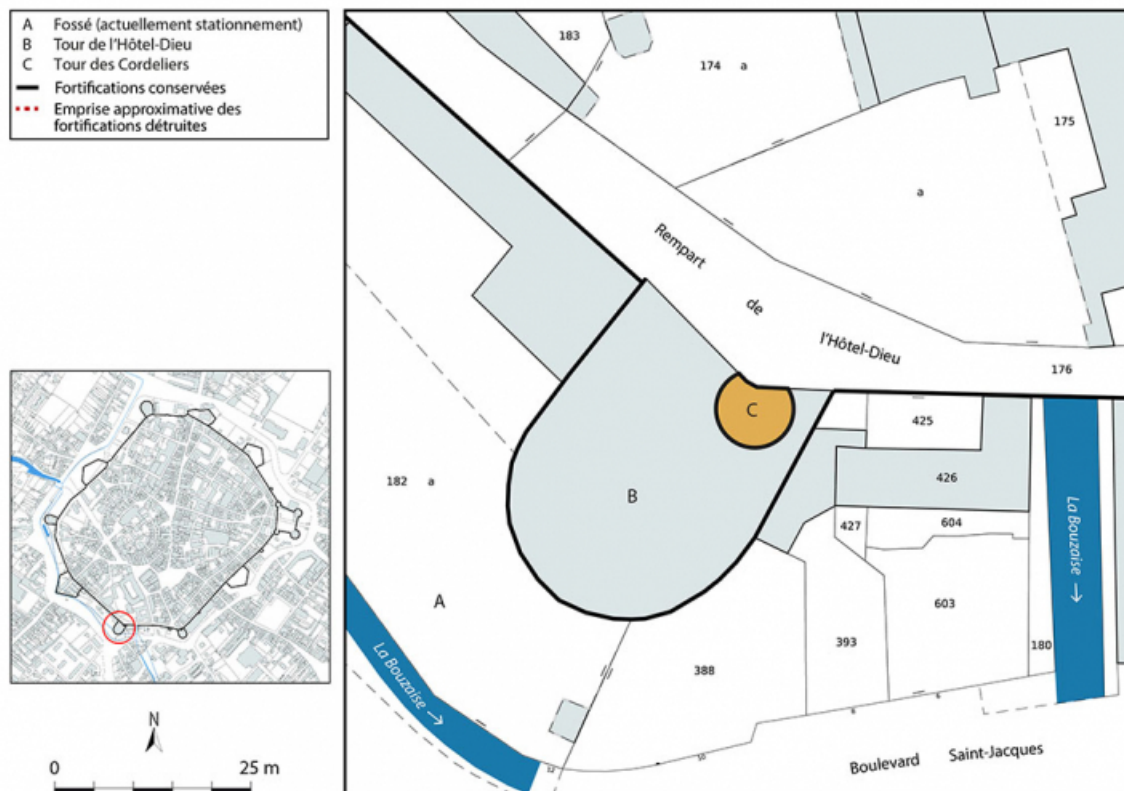 A Fossé (actuellement stationnement)
B Tour de l'Hôtel-Dieu
C Tour des Cordeliers
Fortifications conservées
Emprise approximative des
fortifications détruites
183
174 a
175
a
Rempart
de
l'Hôtel-Dieu
176
C
425
182 a
B
426
La Bouzaise →
427
604
A
603
393
180
388
La Bouzaise →
Boulevard Saint-Jacques
N
0 25 m